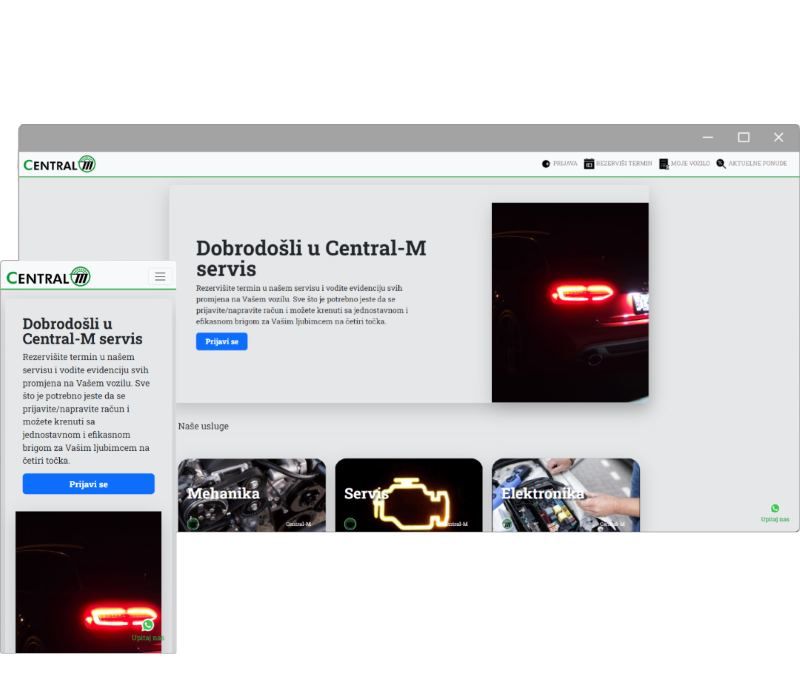 CENTRAL m
PRIJAVA
REZERVIŠI TERMIN
MOJE VOZILO
AKTUELNE PONUDE
Dobrodošli u Central-M
servis
Rezervišite termin u našem servisu i vodite evidenciju svih
promjena na Vašem vozilu. Sve što je potrebno jeste da se
prijavite/napravite račun i možete krenuti sa jednostavnom i
efikasnom brigom za Vašim ljubimcem na četiri točka.
Prijavi se
Naše usluge
Mehanika
Central-M
Servis
Central-M
Elektronika
Central-M
Upitaj nas
CENTRAL m
Dobrodošli u
Central-M servis
Rezervišite termin u našem
servisu i vodite evidenciju svih
promjena na Vašem vozilu. Sve
što je potrebno jeste da se
prijavite/napravite račun i
možete krenuti sa
jednostavnom i efikasnom
brigom za Vašim ljubimcem na
četiri točka.
Prijavi se
Upitaj nas